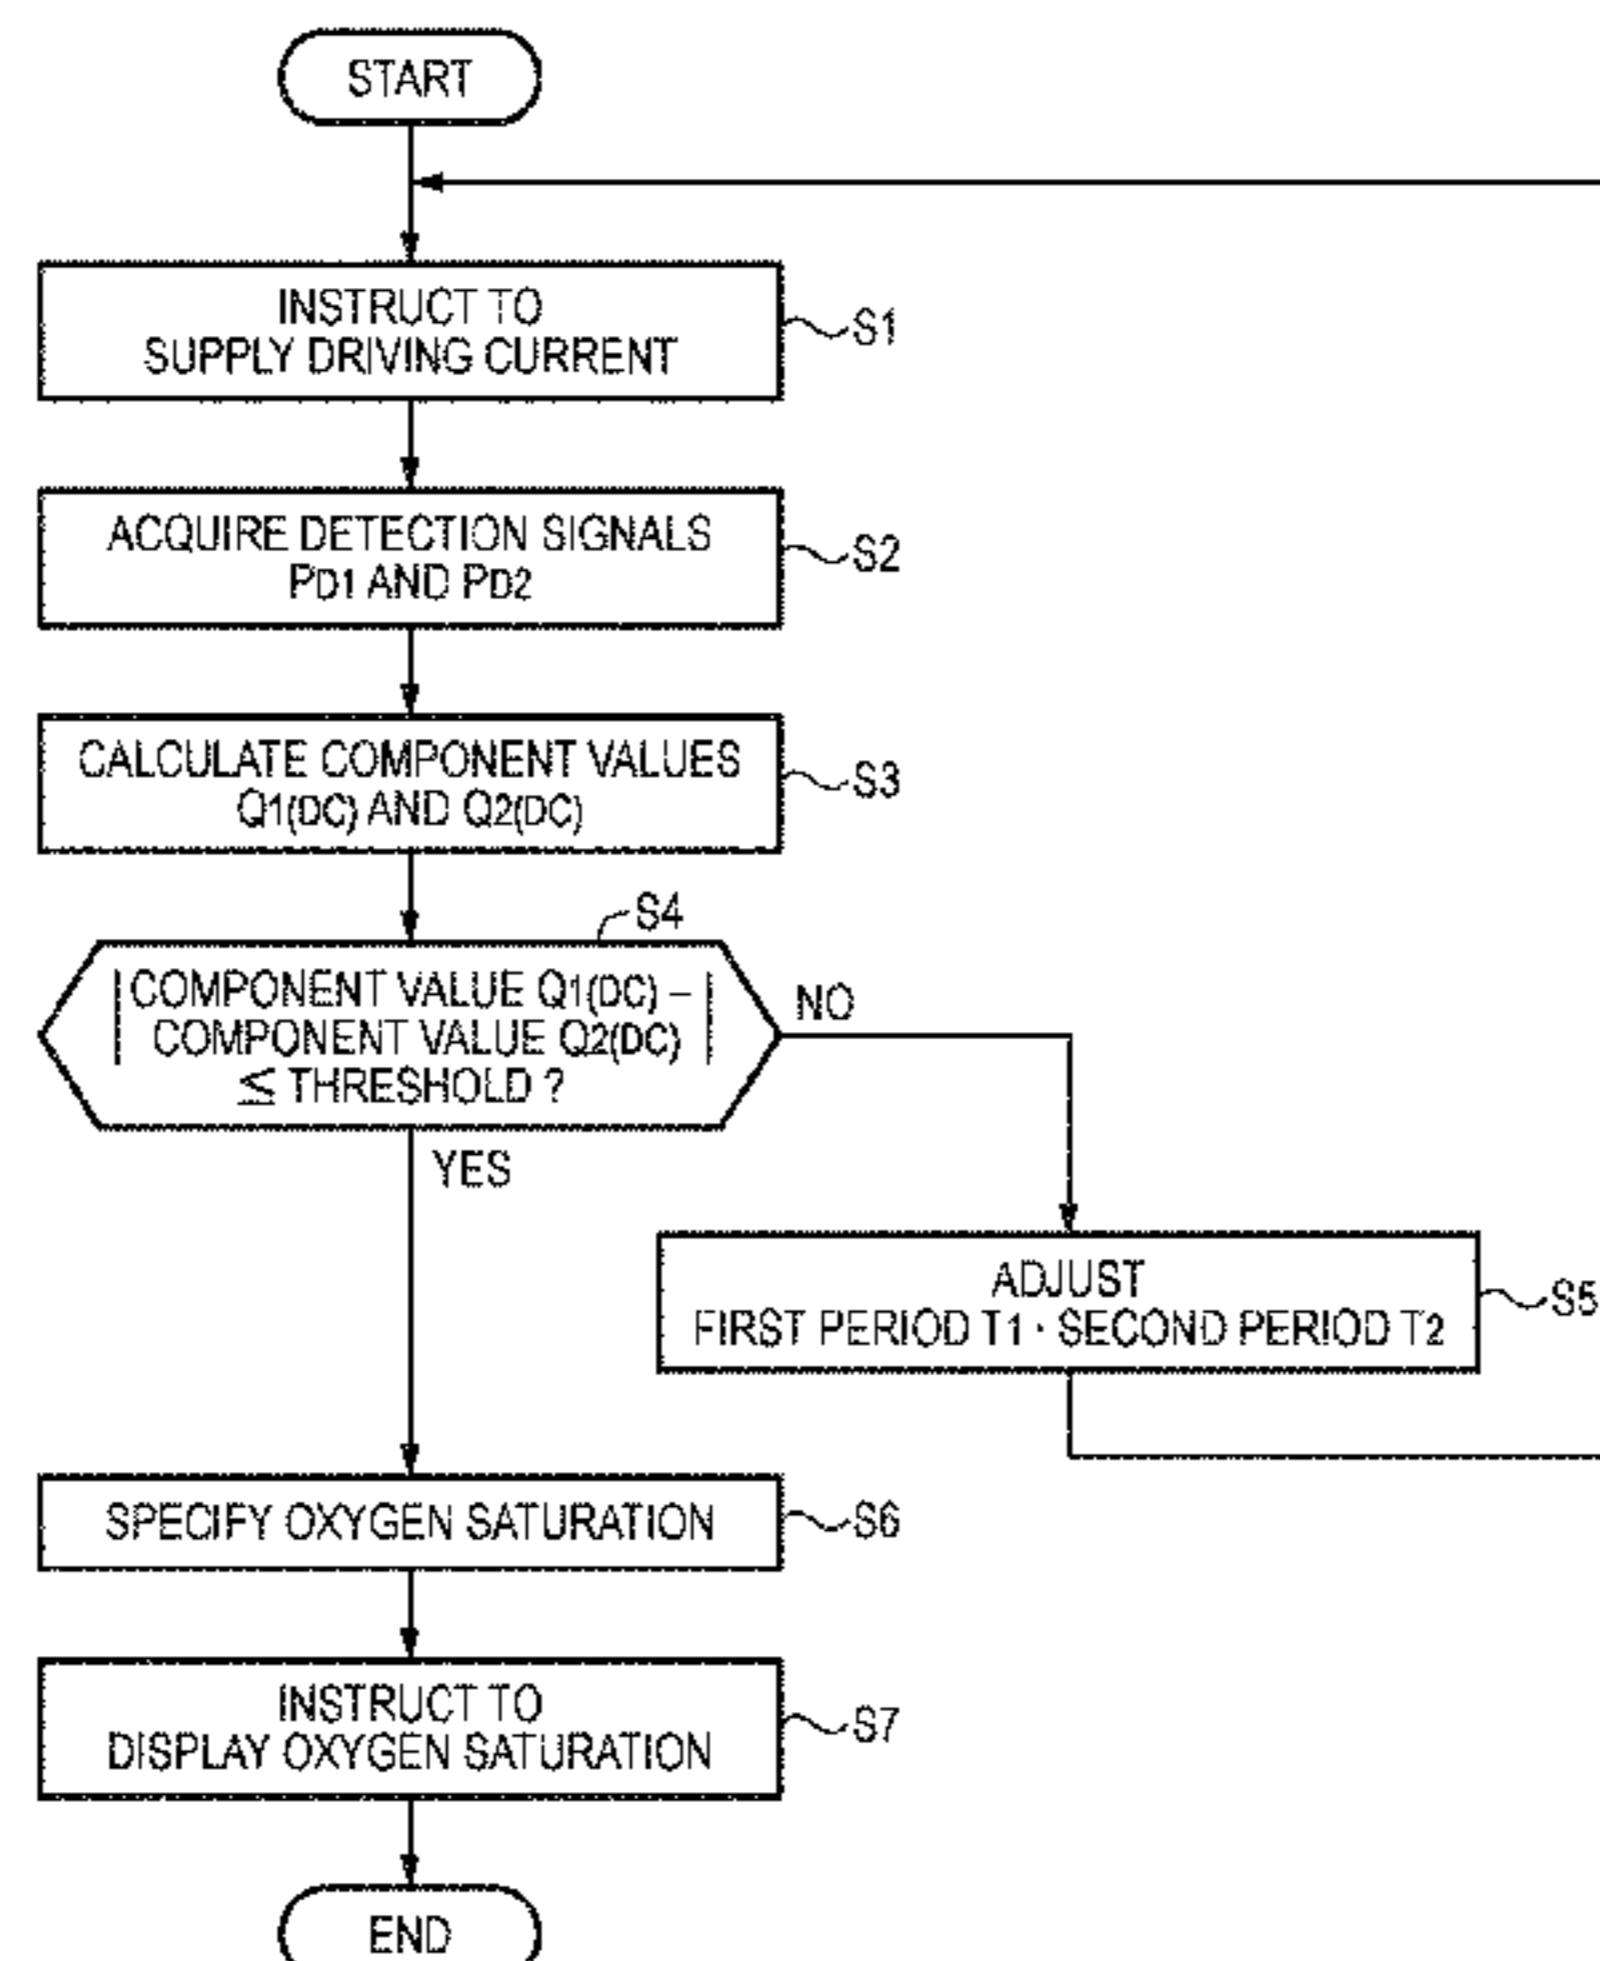 START
INSTRUCT TO
SUPPLY DRIVING CURRENT
S1
ACQUIRE DETECTION SIGNALS
PD1 AND PD2
S2
CALCULATE COMPONENT VALUES
Q1(DC) AND Q2(DC)
S3
S4
| COMPONENT VALUE Q1(DC) – |
| COMPONENT VALUE Q2(DC) |
≤ THRESHOLD ?
NO
YES
ADJUST
FIRST PERIOD T1 · SECOND PERIOD T2
S5
SPECIFY OXYGEN SATURATION
S6
INSTRUCT TO
DISPLAY OXYGEN SATURATION
S7
END